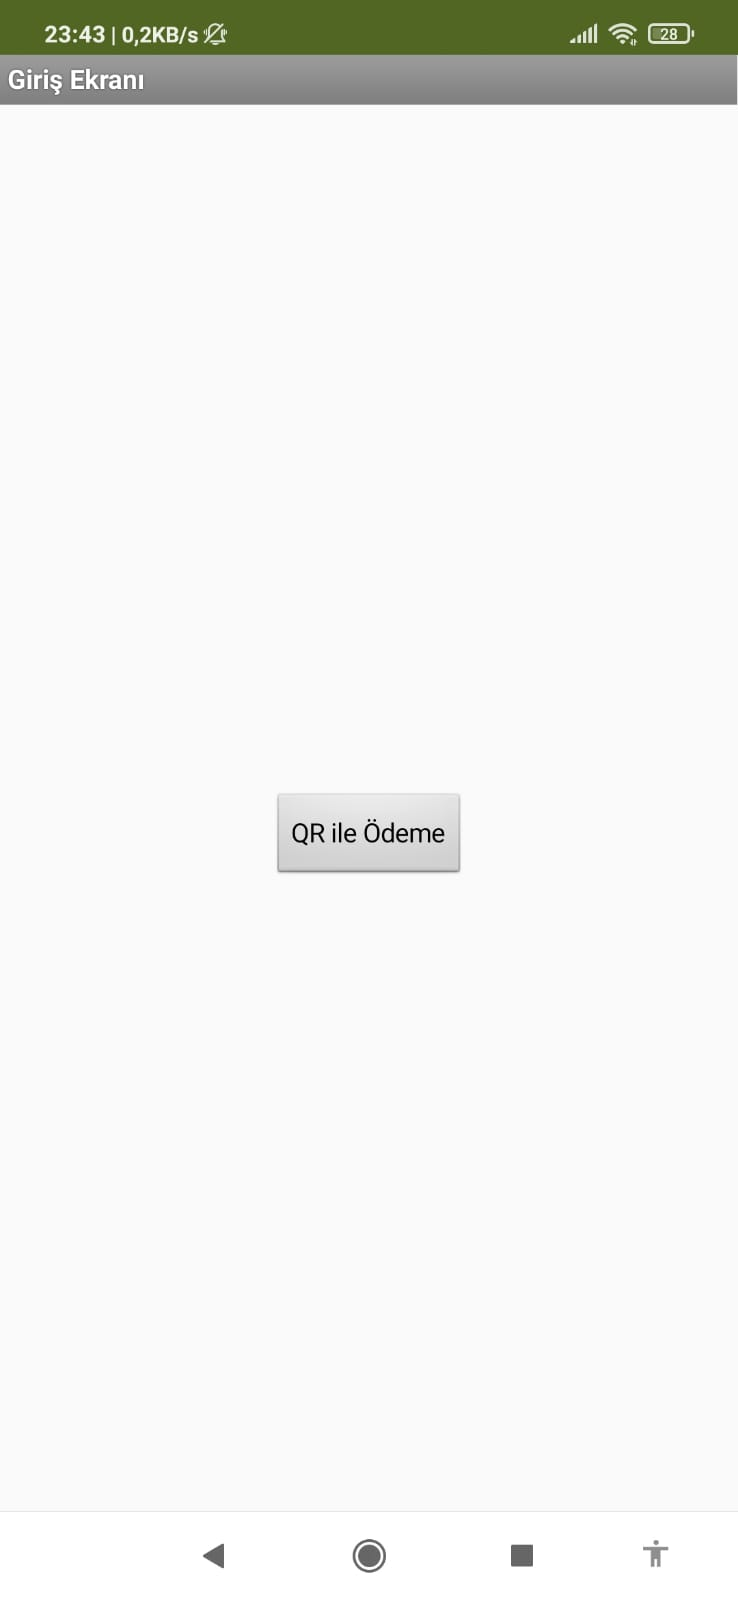 23:43 | 0,2KB/s
28
Giriş Ekranı
QR ile Ödeme